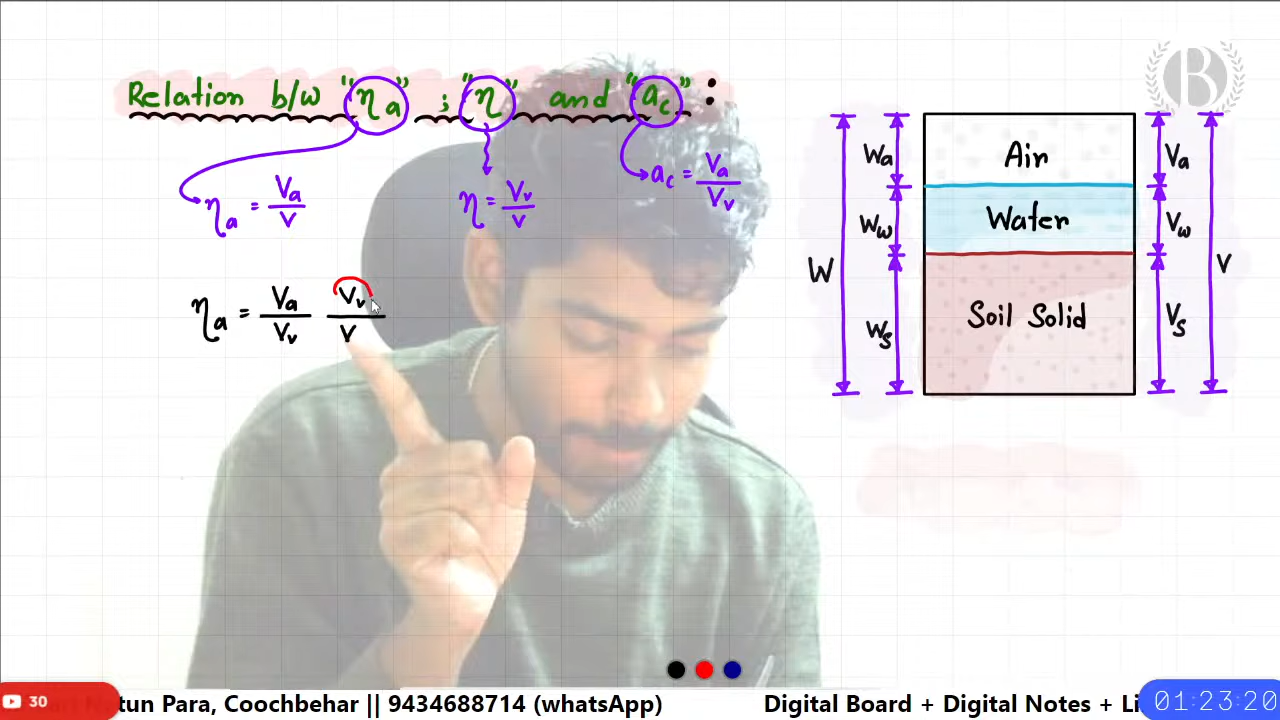 Relation b/w "ηa" ; "η" and "ac" :
ηa = Va/V
η = Vv/V
ac = Va/Vv
ηa = Va/Vv Vv/V
W
Wa
Ww
Ws
Air
Water
Soil Solid
Va
Vw
Vs
V
B
30
tun Para, Coochbehar || 9434688714 (whatsApp)
Digital Board + Digital Notes + Li
01:23:20